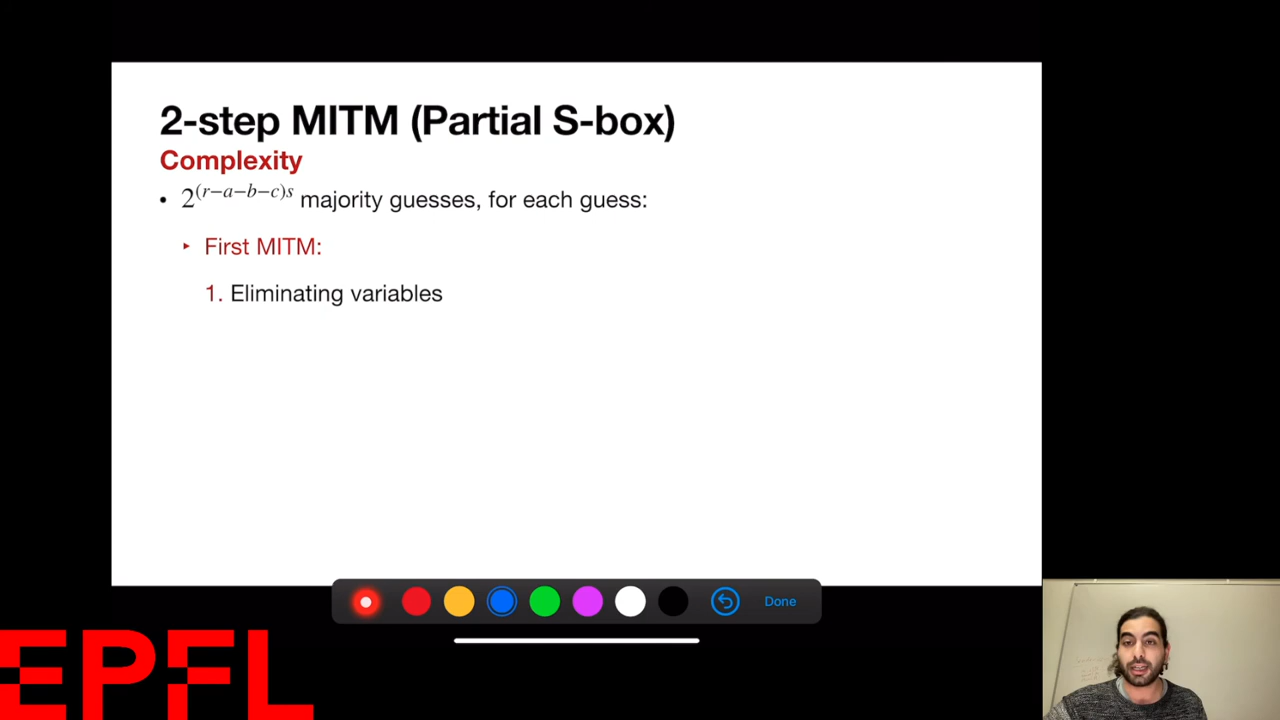 2-step MITM (Partial S-box)
Complexity
• 2^{(r−a−b−c)s} majority guesses, for each guess:
‣ First MITM:
1. Eliminating variables
Done
EPFL